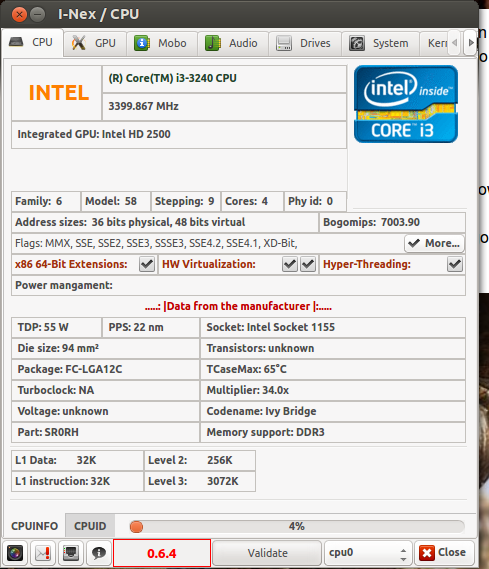 I-Nex / CPU
CPU GPU Mobo Audio Drives System Kern
INTEL
(R) Core(TM) i3-3240 CPU
3399.867 MHz
Integrated GPU: Intel HD 2500
intel inside™
CORE i3
Family: 6 Model: 58 Stepping: 9 Cores: 4 Phy id: 0
Address sizes: 36 bits physical, 48 bits virtual Bogomips: 7003.90
Flags: MMX, SSE, SSE2, SSE3, SSSE3, SSE4.2, SSE4.1, XD-Bit, More...
x86 64-Bit Extensions: HW Virtualization: Hyper-Threading:
Power mangament:
.....: |Data from the manufacturer |:.....
TDP: 55 W PPS: 22 nm Socket: Intel Socket 1155
Die size: 94 mm² Transistors: unknown
Package: FC-LGA12C TCaseMax: 65°C
Turboclock: NA Multiplier: 34.0x
Voltage: unknown Codename: Ivy Bridge
Part: SR0RH Memory support: DDR3
L1 Data: 32K Level 2: 256K
L1 instruction: 32K Level 3: 3072K
CPUINFO CPUID 4%
0.6.4 Validate cpu0 Close